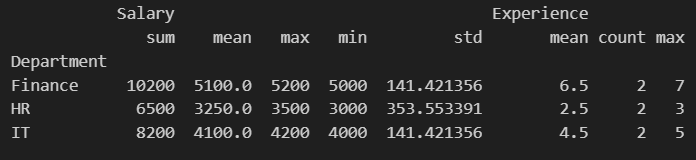 Salary Experience
sum mean max min std mean count max
Department
Finance 10200 5100.0 5200 5000 141.421356 6.5 2 7
HR 6500 3250.0 3500 3000 353.553391 2.5 2 3
IT 8200 4100.0 4200 4000 141.421356 4.5 2 5